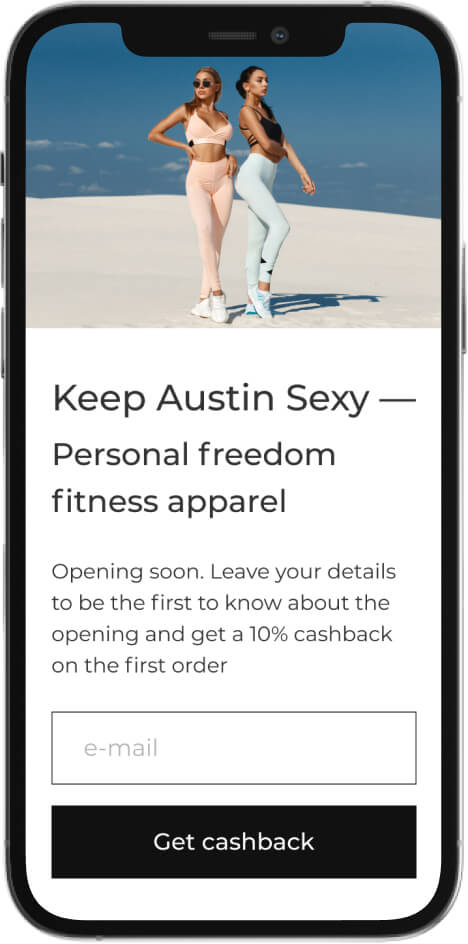 Keep Austin Sexy —
Personal freedom
fitness apparel
Opening soon. Leave your details
to be the first to know about the
opening and get a 10% cashback
on the first order
e-mail
Get cashback